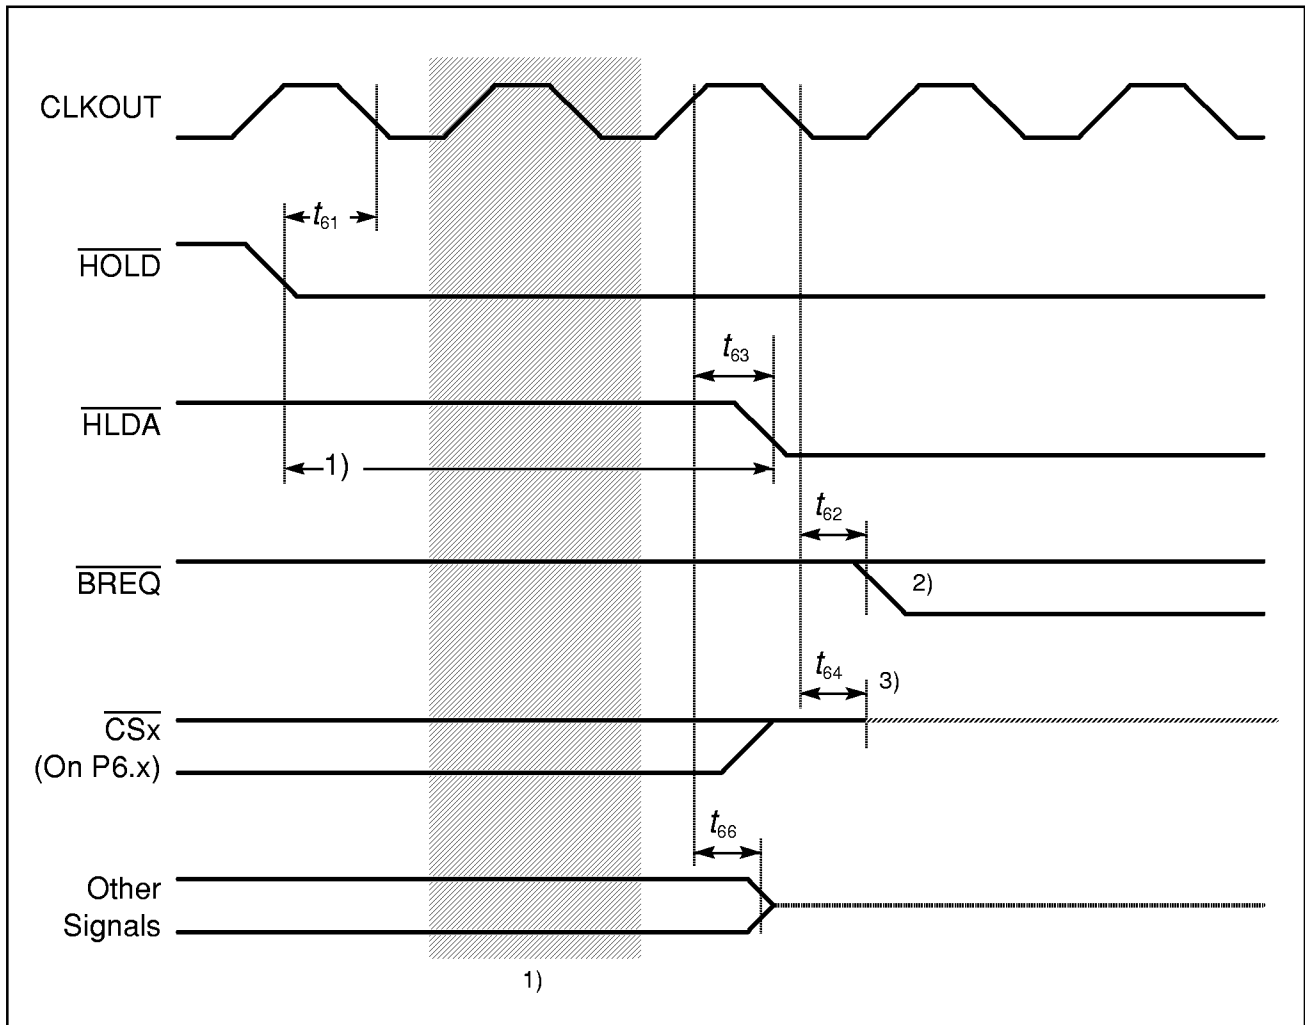 CLKOUT
t61
HOLD
t63
HLDA
1)
t62
BREQ
2)
t64
3)
CSx
(On P6.x)
t66
Other
Signals
1)